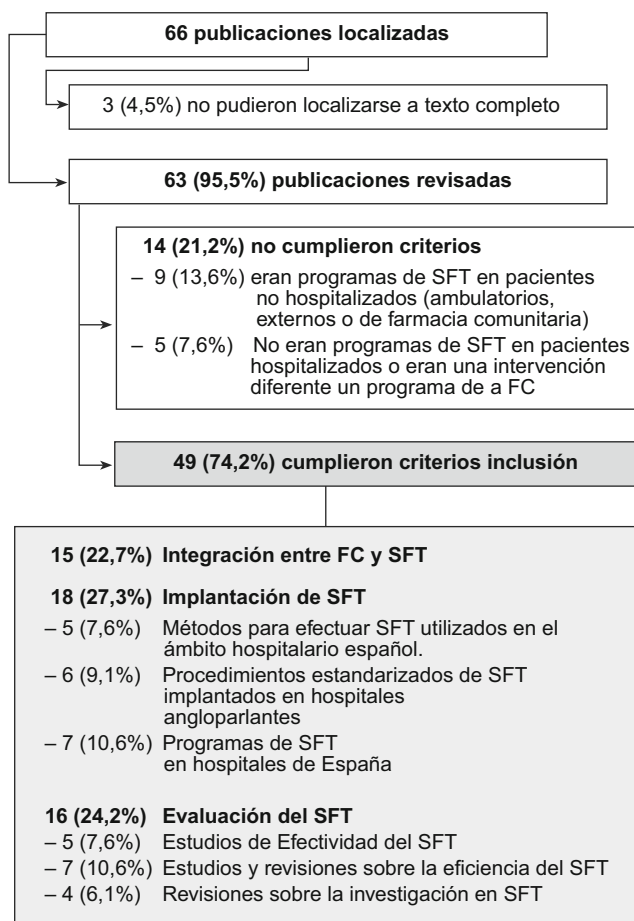 66 publicaciones localizadas
3 (4,5%) no pudieron localizarse a texto completo
63 (95,5%) publicaciones revisadas
14 (21,2%) no cumplieron criterios
– 9 (13,6%) eran programas de SFT en pacientes
no hospitalizados (ambulatorios,
externos o de farmacia comunitaria)
– 5 (7,6%) No eran programas de SFT en pacientes
hospitalizados o eran una intervención
diferente un programa de a FC
49 (74,2%) cumplieron criterios inclusión
15 (22,7%) Integración entre FC y SFT
18 (27,3%) Implantación de SFT
– 5 (7,6%) Métodos para efectuar SFT utilizados en el
ámbito hospitalario español.
– 6 (9,1%) Procedimientos estandarizados de SFT
implantados en hospitales
angloparlantes
– 7 (10,6%) Programas de SFT
en hospitales de España
16 (24,2%) Evaluación del SFT
– 5 (7,6%) Estudios de Efectividad del SFT
– 7 (10,6%) Estudios y revisiones sobre la eficiencia del SFT
– 4 (6,1%) Revisiones sobre la investigación en SFT